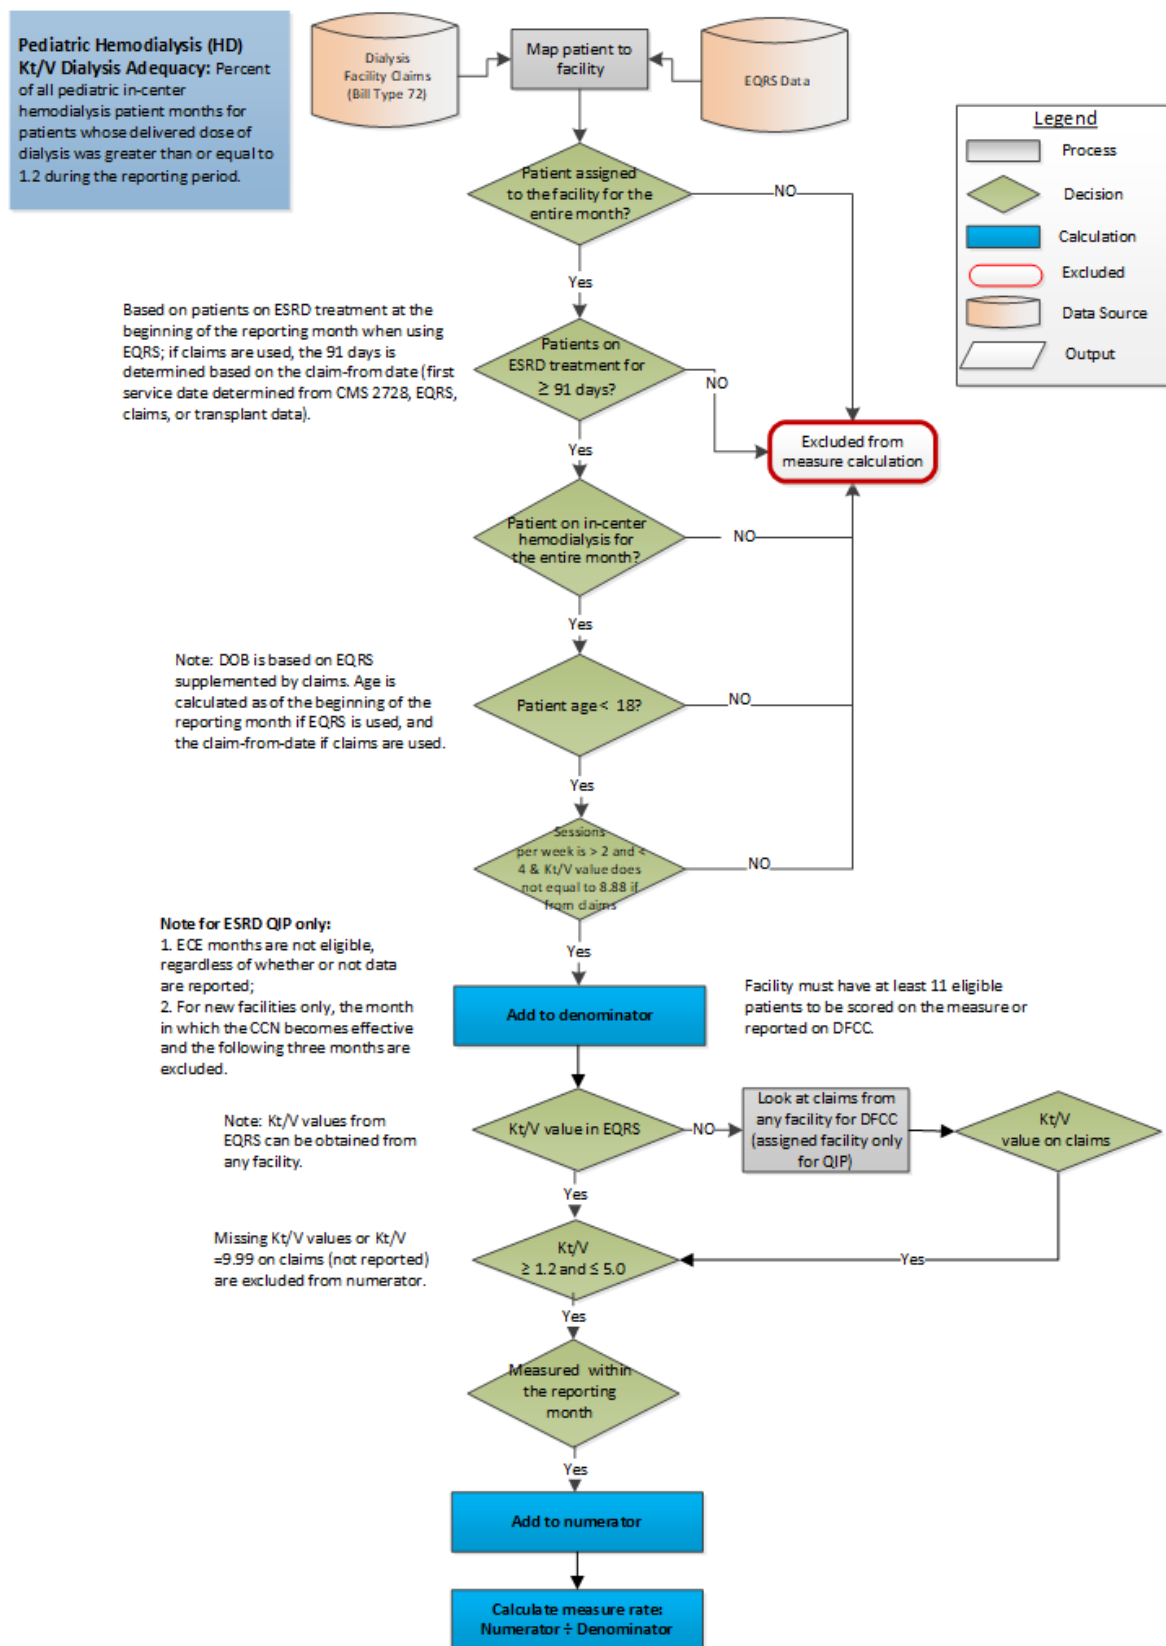 Pediatric Hemodialysis (HD)
Kt/V Dialysis Adequacy: Percent
of all pediatric in-center
hemodialysis patient months for
patients whose delivered dose of
dialysis was greater than or equal to
1.2 during the reporting period.
Dialysis
Facility Claims
(Bill Type 72)
Map patient to
facility
EQRS Data
Legend
Process
Decision
Calculation
Excluded
Data Source
Output
Patient assigned
to the facility for the
entire month?
NO
Yes
Based on patients on ESRD treatment at the
beginning of the reporting month when using
EQRS; if claims are used, the 91 days is
determined based on the claim-from date (first
service date determined from CMS 2728, EQRS,
claims, or transplant data).
Patients on
ESRD treatment for
≥ 91 days?
NO
Excluded from
measure calculation
Yes
Patient on in-center
hemodialysis for
the entire month?
NO
Yes
Note: DOB is based on EQRS
supplemented by claims. Age is
calculated as of the beginning of the
reporting month if EQRS is used, and
the claim-from-date if claims are used.
Patient age < 18?
NO
Yes
Sessions
per week is > 2 and <
4 & Kt/V value does
not equal to 8.88 if
from claims
NO
Yes
Note for ESRD QIP only:
1. ECE months are not eligible,
regardless of whether or not data
are reported;
2. For new facilities only, the month
in which the CCN becomes effective
and the following three months are
excluded.
Add to denominator
Facility must have at least 11 eligible
patients to be scored on the measure or
reported on DFCC.
Note: Kt/V values from
EQRS can be obtained from
any facility.
Kt/V value in EQRS
NO
Look at claims from
any facility for DFCC
(assigned facility only
for QIP)
Kt/V
value on claims
Yes
Yes
Missing Kt/V values or Kt/V
=9.99 on claims (not reported)
are excluded from numerator.
Kt/V
≥ 1.2 and ≤ 5.0
Yes
Measured within
the reporting
month
Yes
Add to numerator
Calculate measure rate:
Numerator ÷ Denominator